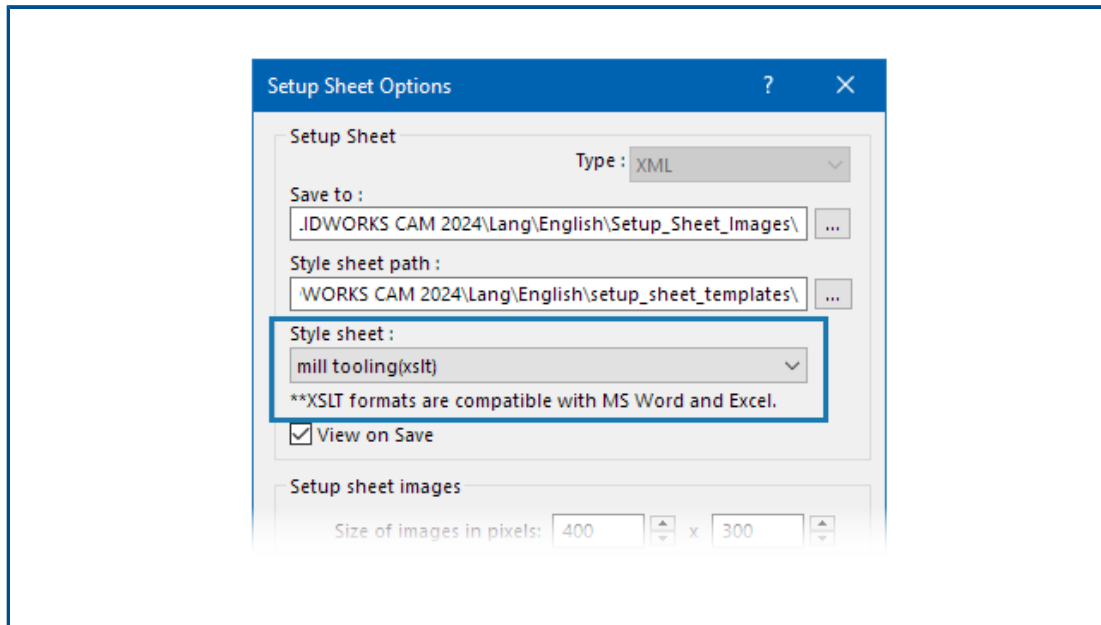 Setup Sheet Options ? ×
Setup Sheet
Type : XML
Save to :
.IDWORKS CAM 2024\Lang\English\Setup_Sheet_Images\ ...
Style sheet path :
WORKS CAM 2024\Lang\English\setup_sheet_templates\ ...
Style sheet :
mill tooling(xslt)
**XSLT formats are compatible with MS Word and Excel.
View on Save
Setup sheet images
Size of images in pixels: 400 x 300